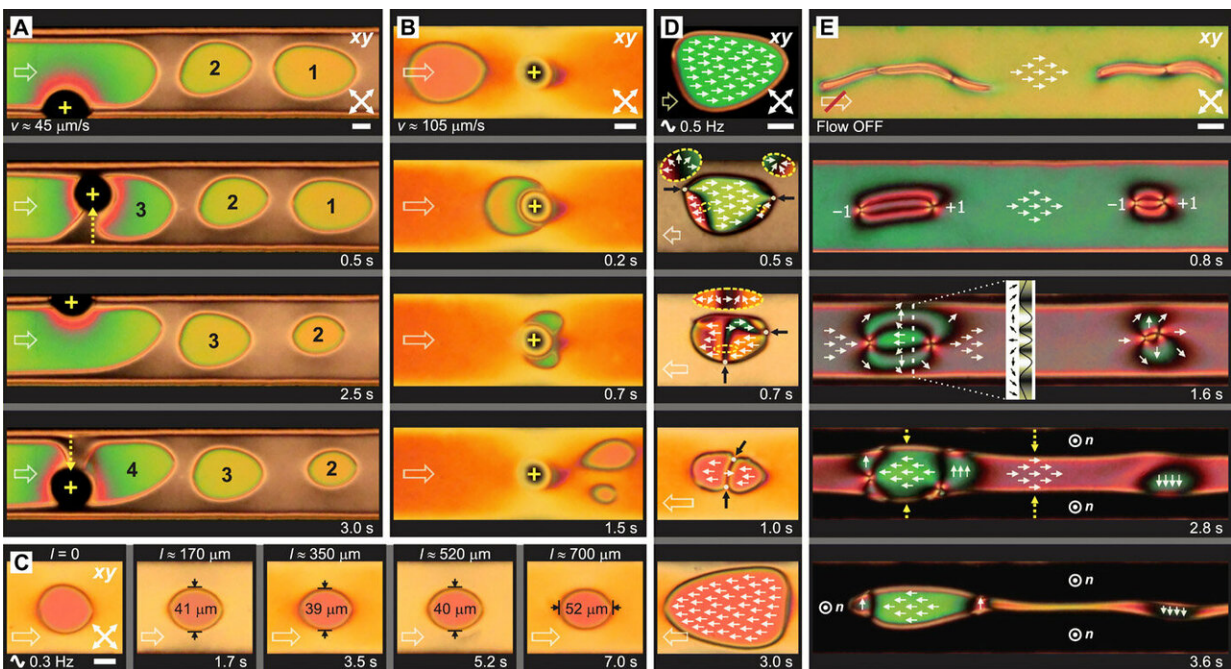 A
xy
2
1
+
v ≈ 45 μm/s
+
3
2
1
0.5 s
+
3
2
2.5 s
4
3
2
+
3.0 s
B
xy
+
v ≈ 105 μm/s
+
0.2 s
+
0.7 s
+
1.5 s
C
l = 0
xy
0.3 Hz
l ≈ 170 μm
41 μm
1.7 s
l ≈ 350 μm
39 μm
3.5 s
l ≈ 520 μm
40 μm
5.2 s
l ≈ 700 μm
52 μm
7.0 s
D
xy
0.5 Hz
0.5 s
0.7 s
1.0 s
3.0 s
E
xy
Flow OFF
−1
+1
−1
+1
0.8 s
1.6 s
n
n
2.8 s
n
n
n
3.6 s